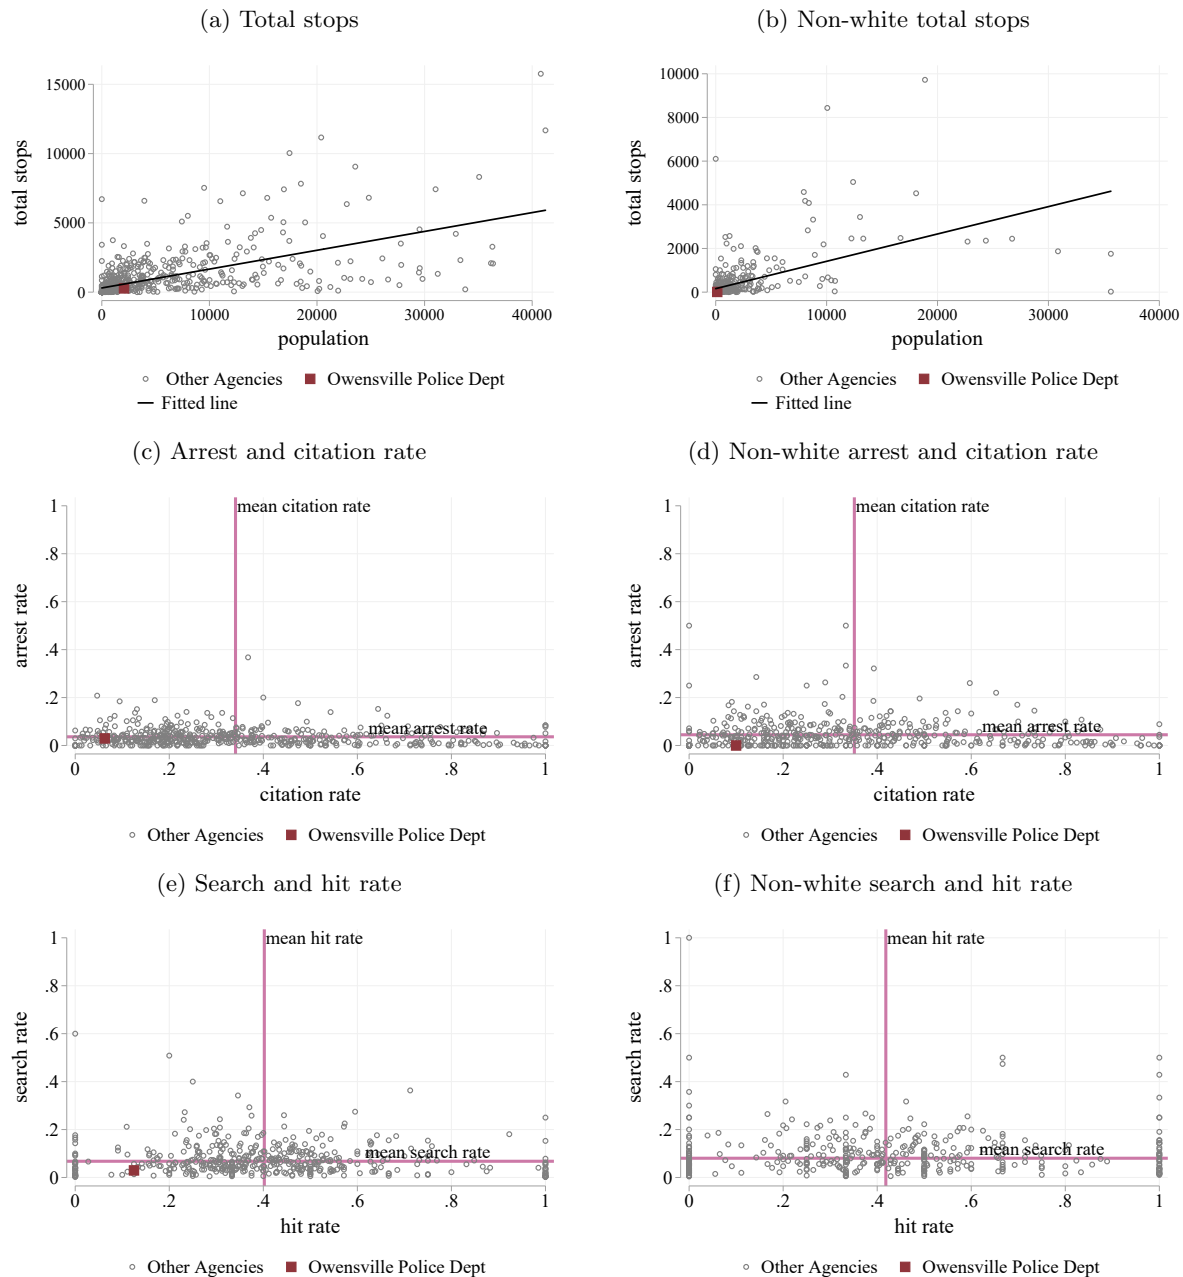 (a) Total stops
(b) Non-white total stops
total stops
15000
10000
5000
0
0 10000 20000 30000 40000
population
Other Agencies Owensville Police Dept
Fitted line
total stops
10000
8000
6000
4000
2000
0
0 10000 20000 30000 40000
population
Other Agencies Owensville Police Dept
Fitted line
(c) Arrest and citation rate
(d) Non-white arrest and citation rate
arrest rate
1
.8
.6
.4
.2
0
mean citation rate
mean arrest rate
0 .2 .4 .6 .8 1
citation rate
Other Agencies Owensville Police Dept
arrest rate
1
.8
.6
.4
.2
0
mean citation rate
mean arrest rate
0 .2 .4 .6 .8 1
citation rate
Other Agencies Owensville Police Dept
(e) Search and hit rate
(f) Non-white search and hit rate
search rate
1
.8
.6
.4
.2
0
mean hit rate
mean search rate
0 .2 .4 .6 .8 1
hit rate
Other Agencies Owensville Police Dept
search rate
1
.8
.6
.4
.2
0
mean hit rate
mean search rate
0 .2 .4 .6 .8 1
hit rate
Other Agencies Owensville Police Dept